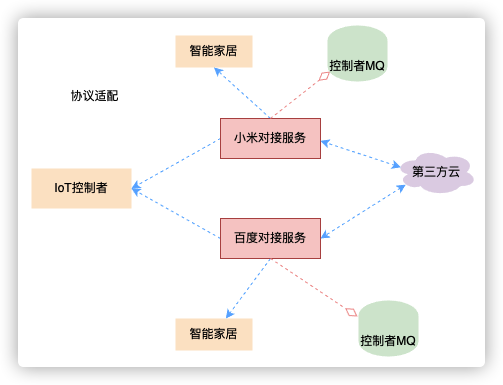 智能家居
控制者MQ
协议适配
小米对接服务
第三方云
IoT控制者
百度对接服务
智能家居
控制者MQ